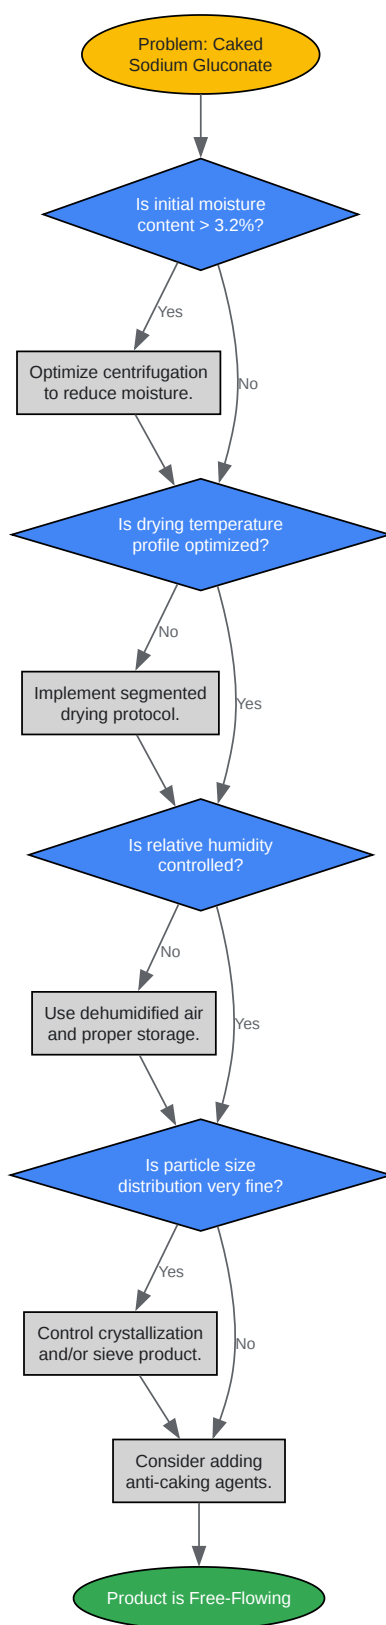 Problem: Caked
Sodium Gluconate
Is initial moisture
content > 3.2%?
Yes
Optimize centrifugation
to reduce moisture.
No
Is drying temperature
profile optimized?
No
Implement segmented
drying protocol.
Yes
Is relative humidity
controlled?
No
Use dehumidified air
and proper storage.
Yes
Is particle size
distribution very fine?
Yes
Control crystallization
and/or sieve product.
No
Consider adding
anti-caking agents.
Product is Free-Flowing